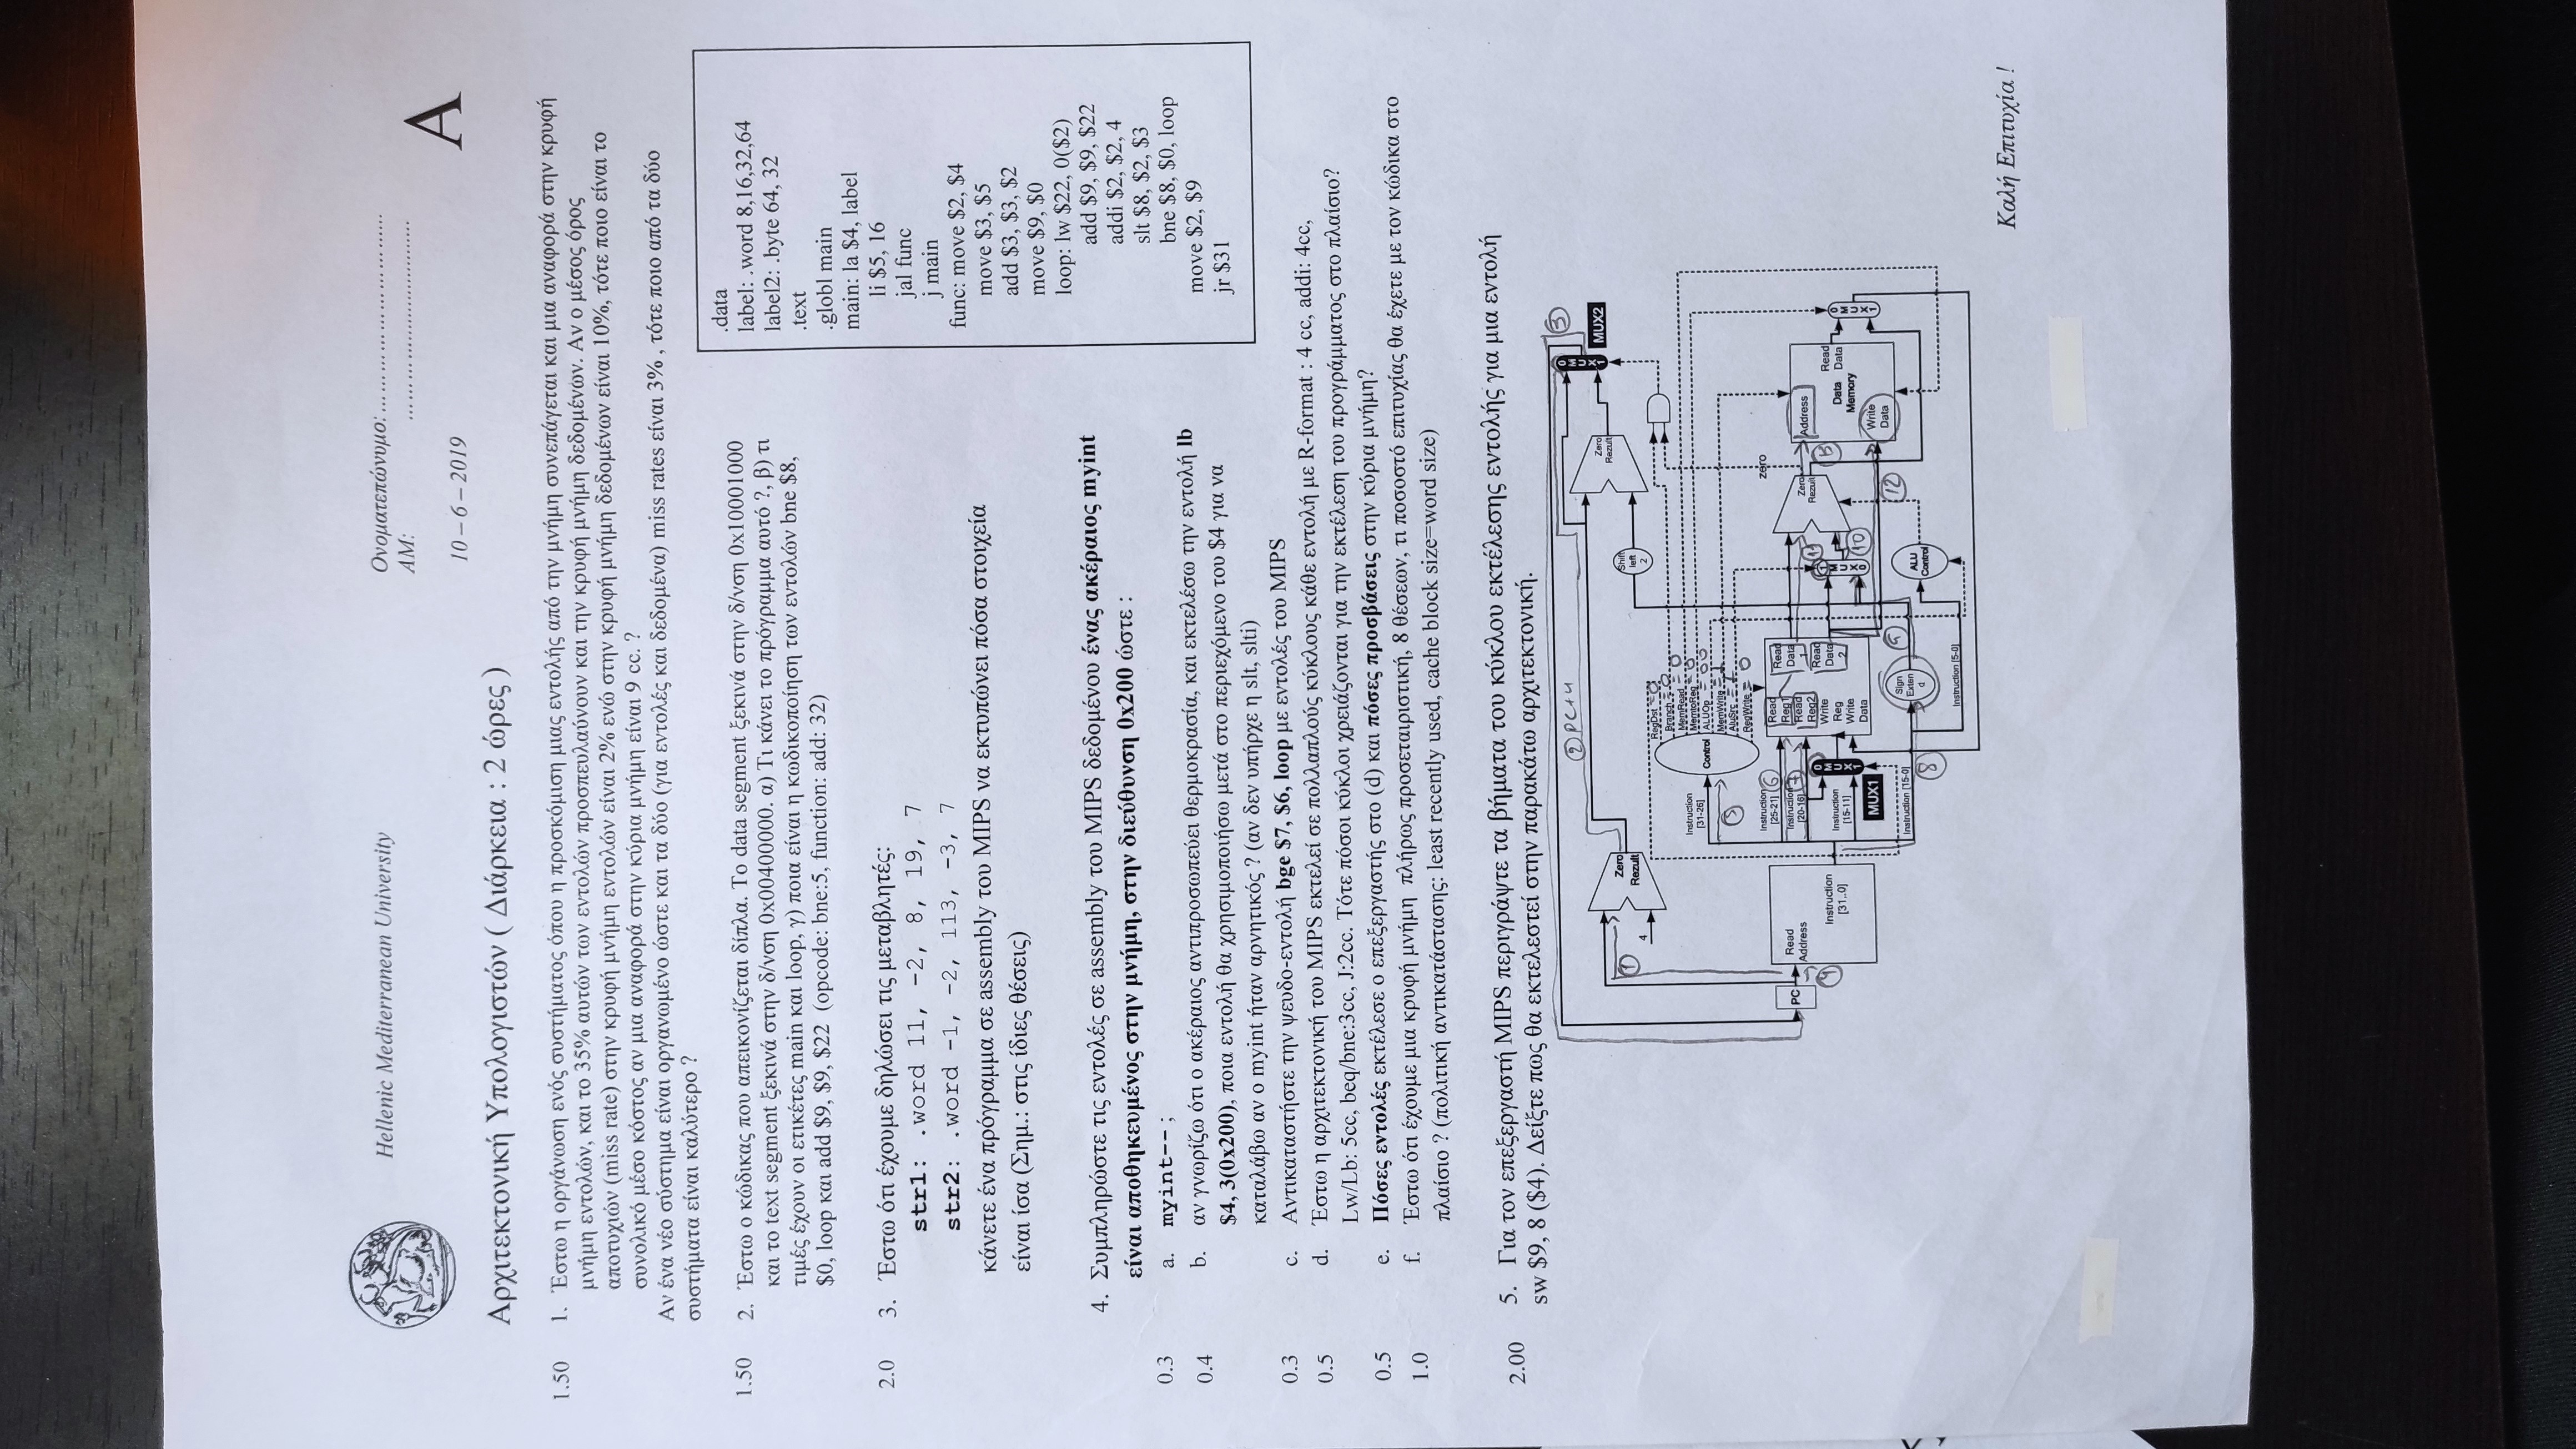 Hellenic Mediterranean University
Ονοματεπώνυμο: ……………………………
ΑΜ: ……………………………
A
10 – 6 – 2019
Αρχιτεκτονική Υπολογιστών ( Διάρκεια : 2 ώρες )
1.50 1. Έστω η οργάνωση ενός συστήματος όπου η προσκόμιση μιας εντολής από την μνήμη συνεπάγεται και μια αναφορά στην κρυφή
μνήμη εντολών, και το 35% αυτών των εντολών προσπευλαύνουν και την κρυφή μνήμη δεδομένων. Αν ο μέσος όρος
αποτυχιών (miss rate) στην κρυφή μνήμη εντολών είναι 2% ενώ στην κρυφή μνήμη δεδομένων είναι 10%, τότε ποιο είναι το
συνολικό μέσο κόστος αν μια αναφορά στην κύρια μνήμη είναι 9 cc. ?
Αν ένα νέο σύστημα είναι οργανωμένο ώστε και τα δύο (για εντολές και δεδομένα) miss rates είναι 3% , τότε ποιο από τα δύο
συστήματα είναι καλύτερο ?
1.50 2. Έστω ο κώδικας που απεικονίζεται δίπλα. Το data segment ξεκινά στην δ/νση 0x10001000
και το text segment ξεκινά στην δ/νση 0x00400000. α) Τι κάνει το πρόγραμμα αυτό ?, β) τι
τιμές έχουν οι ετικέτες main και loop, γ) ποια είναι η κωδικοποίηση των εντολών bne $8,
$0, loop και add $9, $9, $22 (opcode: bne:5, function: add: 32)
2.0 3. Έστω ότι έχουμε δηλώσει τις μεταβλητές:
str1: .word 11, -2, 8, 19, 7
str2: .word -1, -2, 113, -3, 7
κάνετε ένα πρόγραμμα σε assembly του MIPS να εκτυπώνει πόσα στοιχεία
είναι ίσα (Σημ.: στις ίδιες θέσεις)
.data
label: .word 8,16,32,64
label2: .byte 64, 32
.text
.globl main
main: la $4, label
li $5, 16
jal func
j main
func: move $2, $4
move $3, $5
add $3, $3, $2
move $9, $0
loop: lw $22, 0($2)
add $9, $9, $22
addi $2, $2, 4
slt $8, $2, $3
bne $8, $0, loop
move $2, $9
jr $31
4. Συμπληρώστε τις εντολές σε assembly του MIPS δεδομένου ένας ακέραιος myint
είναι αποθηκευμένος στην μνήμη, στην διεύθυνση 0x200 ώστε :
0.3 a. myint-- ;
0.4 b. αν γνωρίζω ότι ο ακέραιος αντιπροσωπεύει θερμοκρασία, και εκτελέσω την εντολή lb
$4, 3(0x200), ποια εντολή θα χρησιμοποιήσω μετά στο περιεχόμενο του $4 για να
καταλάβω αν ο myint ήταν αρνητικός ? (αν δεν υπήρχε η slt, slti)
0.3 c. Αντικαταστήστε την ψευδο-εντολή bge $7, $6, loop με εντολές του MIPS
0.5 d. Έστω η αρχιτεκτονική του MIPS εκτελεί σε πολλαπλούς κύκλους κάθε εντολή με R-format : 4 cc, addi: 4cc,
Lw/Lb: 5cc, beq/bne:3cc, J:2cc. Τότε πόσοι κύκλοι χρειάζονται για την εκτέλεση του προγράμματος στο πλαίσιο?
0.5 e. Πόσες εντολές εκτέλεσε ο επεξεργαστής στο (d) και πόσες προσβάσεις στην κύρια μνήμη?
1.0 f. Έστω ότι έχουμε μια κρυφή μνήμη πλήρως προσεταιριστική, 8 θέσεων, τι ποσοστό επιτυχίας θα έχετε με τον κώδικα στο
πλαίσιο ? (πολιτική αντικατάστασης: least recently used, cache block size=word size)
2.00 5. Για τον επεξεργαστή MIPS περιγράψτε τα βήματα του κύκλου εκτέλεσης εντολής για μια εντολή
sw $9, 8 ($4). Δείξτε πως θα εκτελεστεί στην παρακάτω αρχιτεκτονική.
2 PC+4
3
0 MUX 1
MUX2
1
4
Zero
Rezult
Zero
Rezult
Shift
left
2
RegDst = 0
Branch = 0
MemRead = 0
MemtoReg = 0
ALUOp = 00
MemWrite = 1
AluSrc = 1
RegWrite = 0
Control
Instruction
[31-26]
5
Instruction
[25-21] 6
Instruction
[20-16] 7
Instruction
[15-11]
0 MUX 1
MUX1
PC
4
Read
Address
Instruction
[31..0]
Read
Reg1
Read
Reg2
Write
Reg
Write
Data
Read
Data
1
Read
Data
2
1 MUX 0
10
zero
Zero
Rezult
Address
Read
Data
Data
Memory
Write
Data
0 MUX 1
12
Instruction [15-0]
8
Sign
Exten
d
9
ALU
Control
Instruction [5-0]
Καλή Επιτυχία !